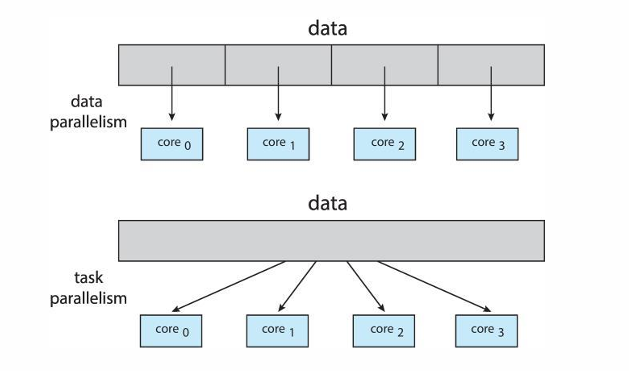 data
data
parallelism
core 0
core 1
core 2
core 3
data
task
parallelism
core 0
core 1
core 2
core 3